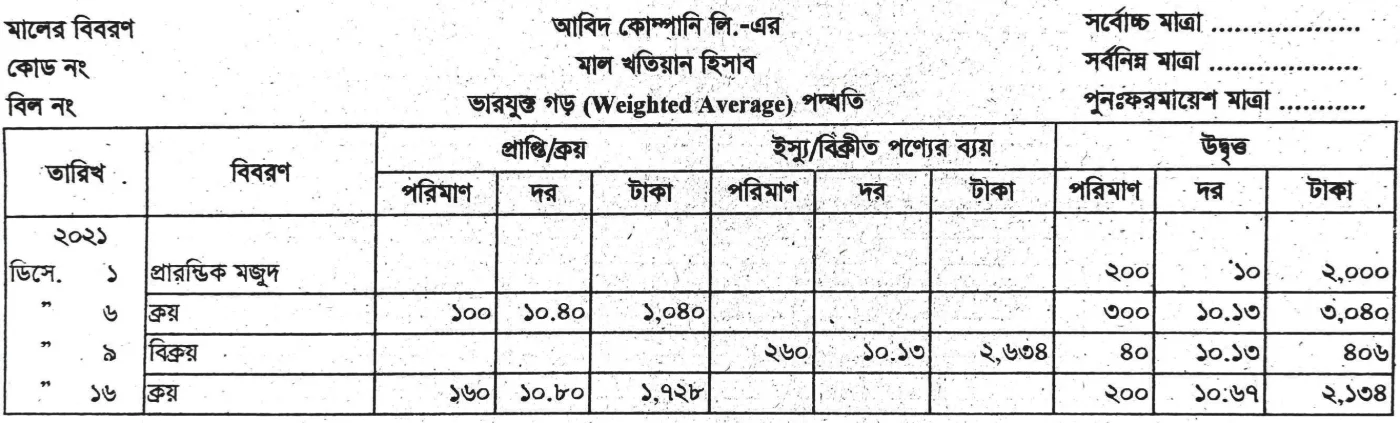 মালের বিবরণ আবিদ কোম্পানি লি.-এর সর্বোচ্চ মাত্রা ....................
কোড নং মাল খতিয়ান হিসাব সর্বনিম্ন মাত্রা ....................
বিল নং ভারযুক্ত গড় (Weighted Average) পদ্ধতি পুনঃফরমায়েশ মাত্রা ............
তারিখ বিবরণ প্রাপ্তি/ক্রয় ইস্যু/বিক্রীত পণ্যের ব্যয় উদ্বৃত্ত
পরিমাণ দর টাকা পরিমাণ দর টাকা পরিমাণ দর টাকা
২০২১
ডিসে. ১ প্রারম্ভিক মজুদ ২০০ ১০ ২,০০০
” ৬ ক্রয় ১০০ ১০.৪০ ১,০৪০ ৩০০ ১০.১৩ ৩,০৪০
” ৯ বিক্রয় ২৬০ ১০.১৩ ২,৬৩৪ ৪০ ১০.১৩ ৪০৬
” ১৬ ক্রয় ১৬০ ১০.৮০ ১,৭২৮ ২০০ ১০.৬৭ ২,১৩৪